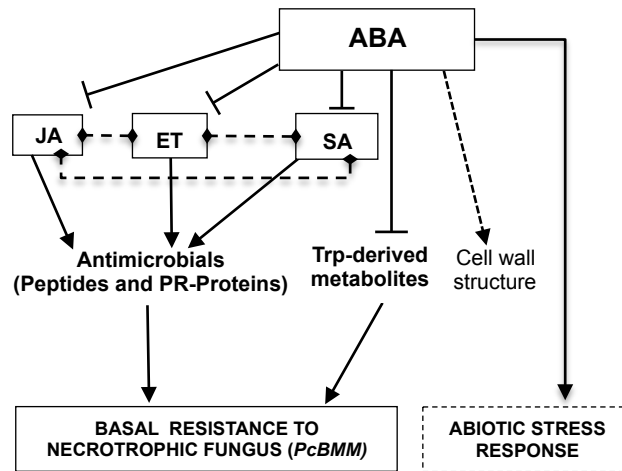 ABA
JA
ET
SA
Antimicrobials
(Peptides and PR-Proteins)
Trp-derived
metabolites
Cell wall
structure
BASAL RESISTANCE TO
NECROTROPHIC FUNGUS (PcBMM)
ABIOTIC STRESS
RESPONSE